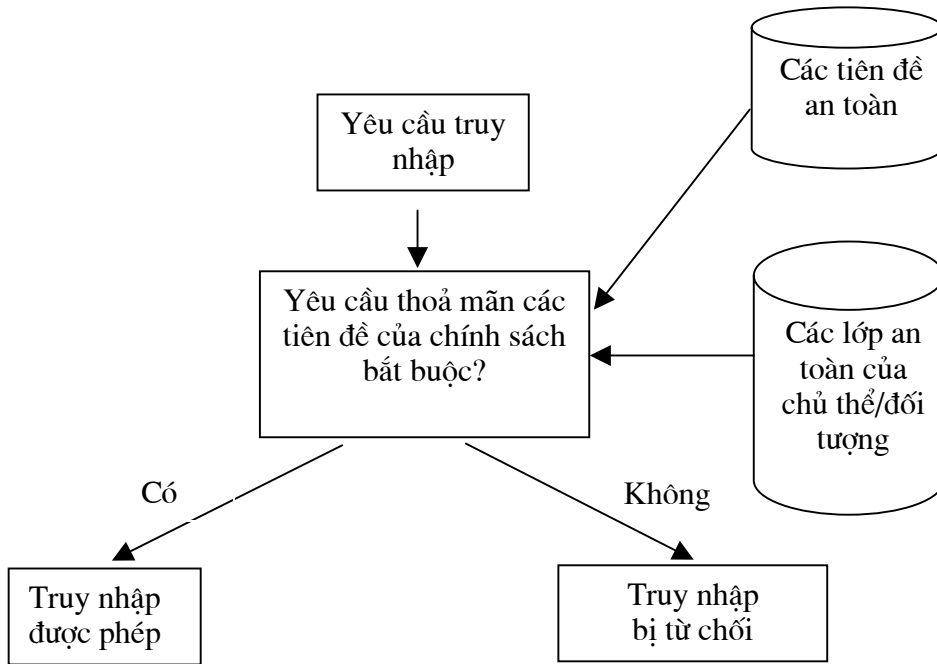 Các tiên đề
an toàn
Yêu cầu truy
nhập
Yêu cầu thoả mãn các
tiên đề của chính sách
bắt buộc?
Các lớp an
toàn của
chủ thể/đối
tượng
Có
Không
Truy nhập
được phép
Truy nhập
bị từ chối